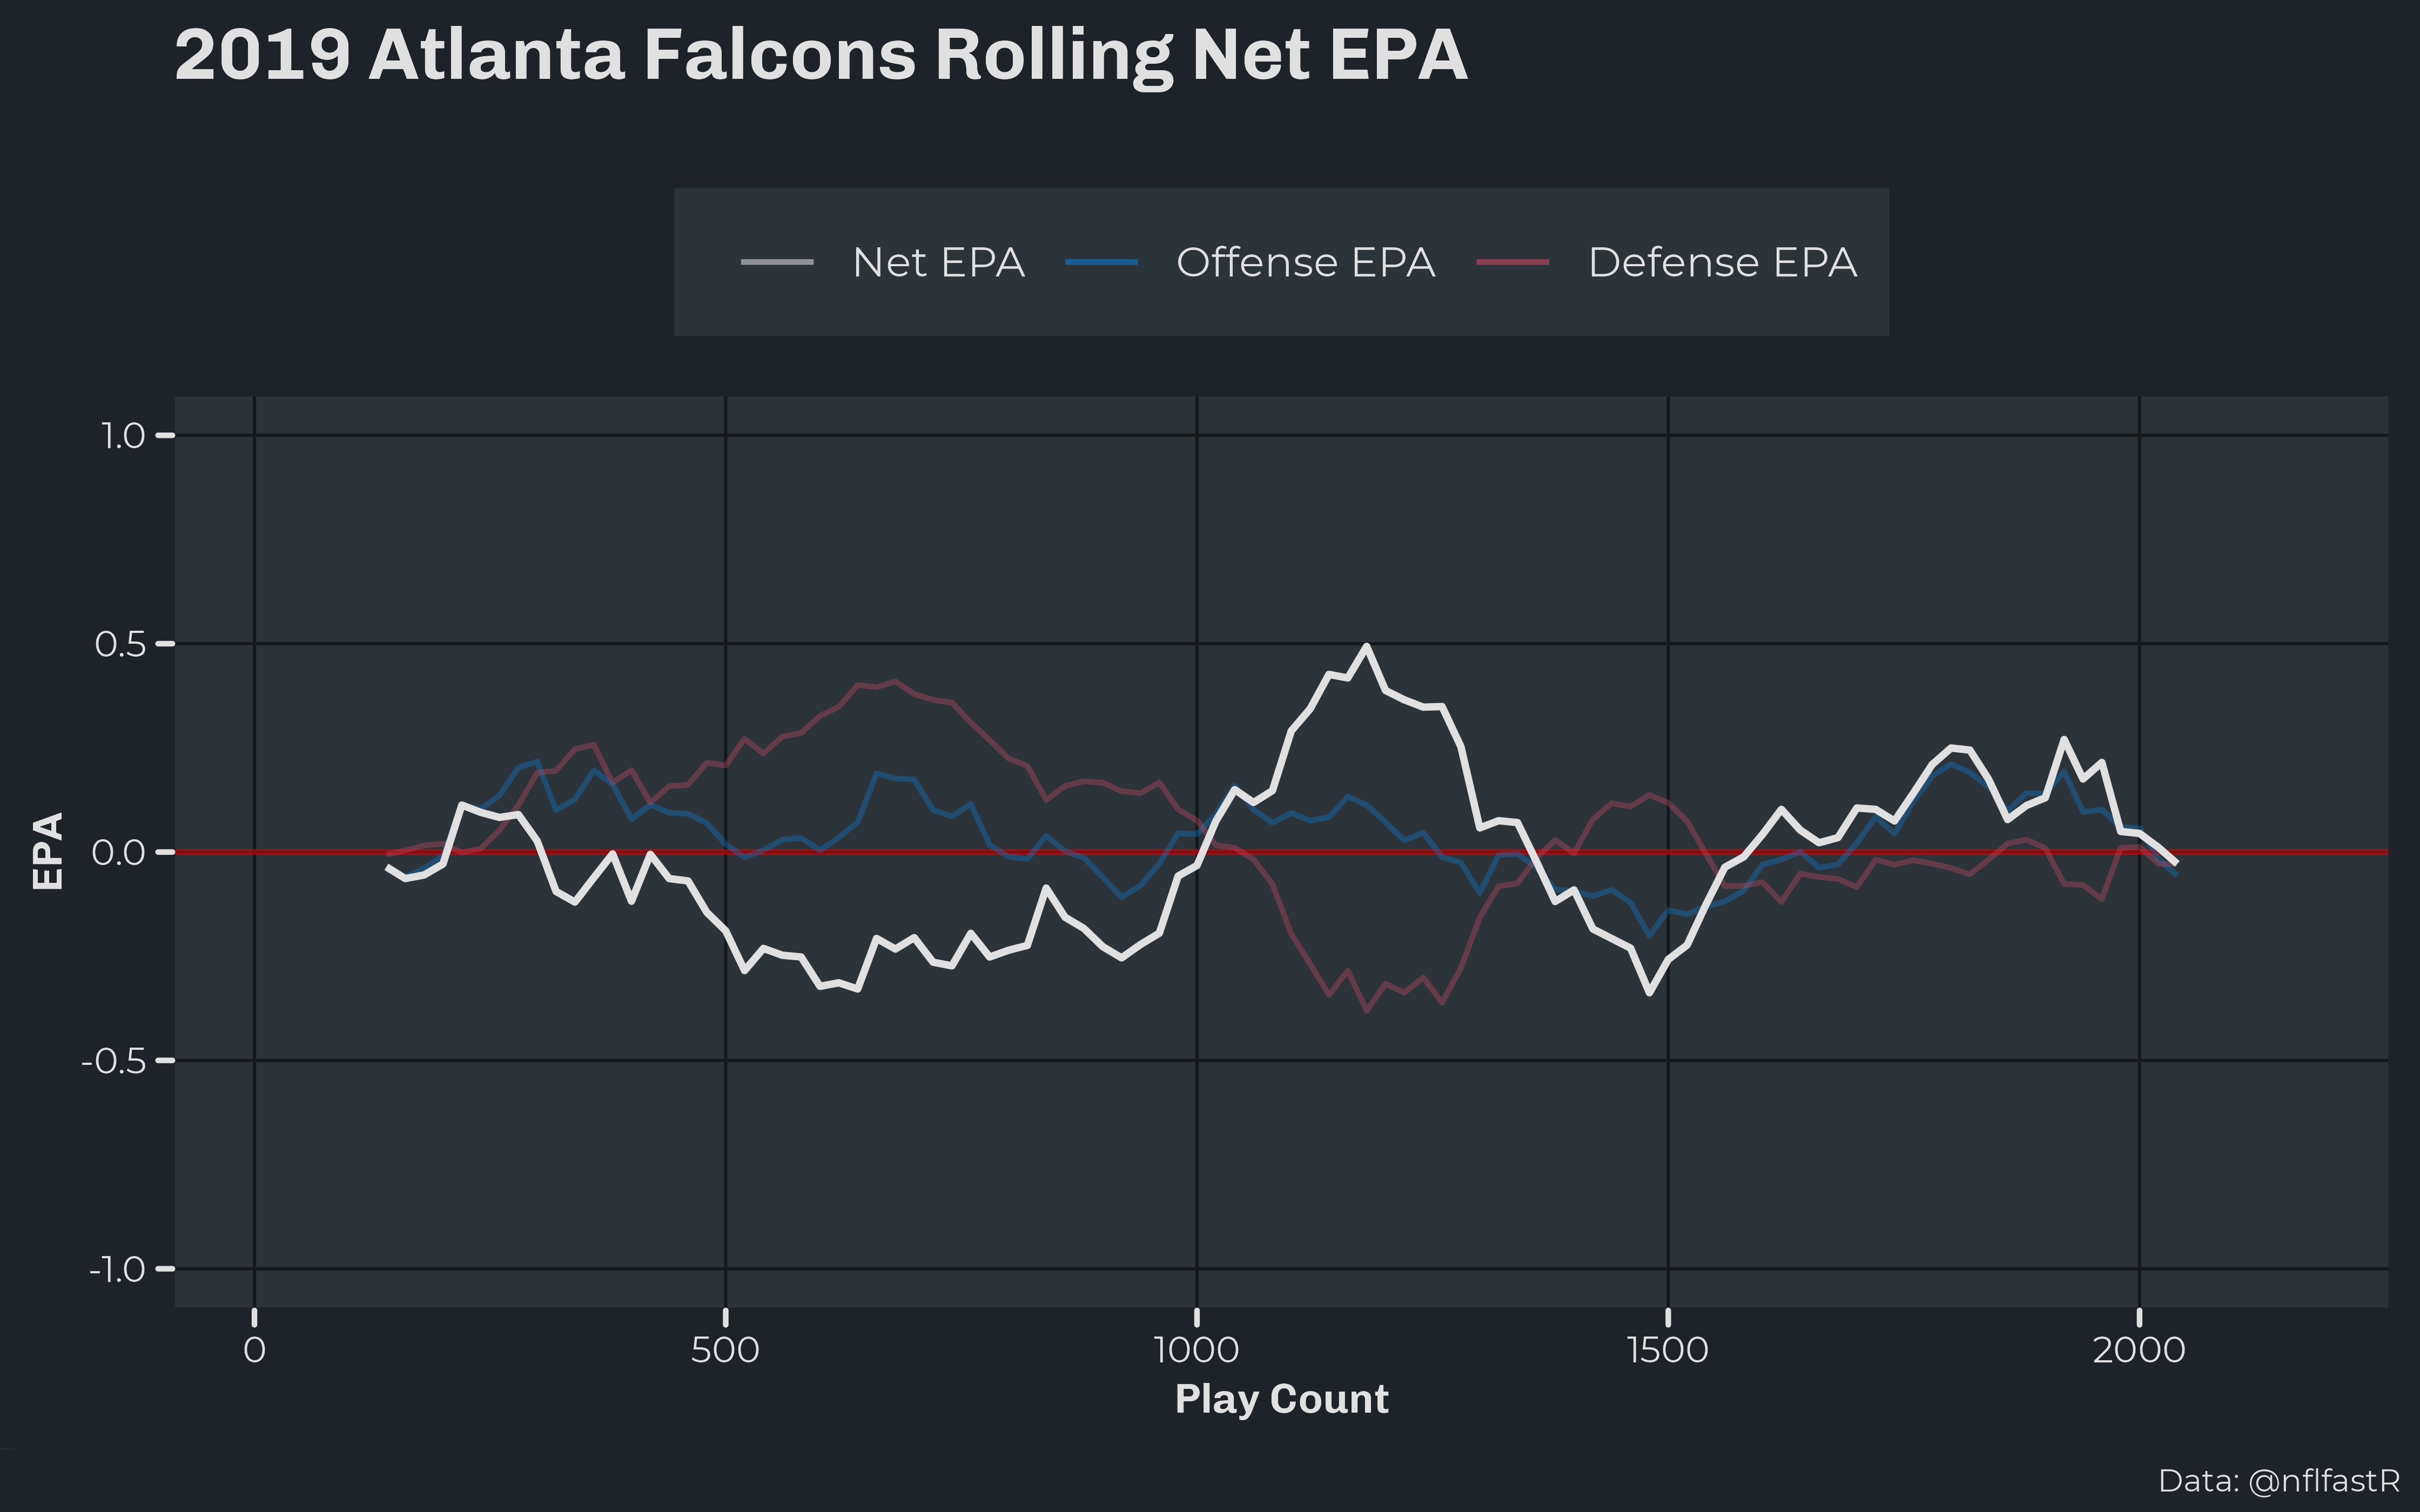 2019 Atlanta Falcons Rolling Net EPA
Net EPA Offense EPA Defense EPA
1.0
0.5
0.0
-0.5
-1.0
EPA
0 500 1000 1500 2000
Play Count
Data: @nflfastR